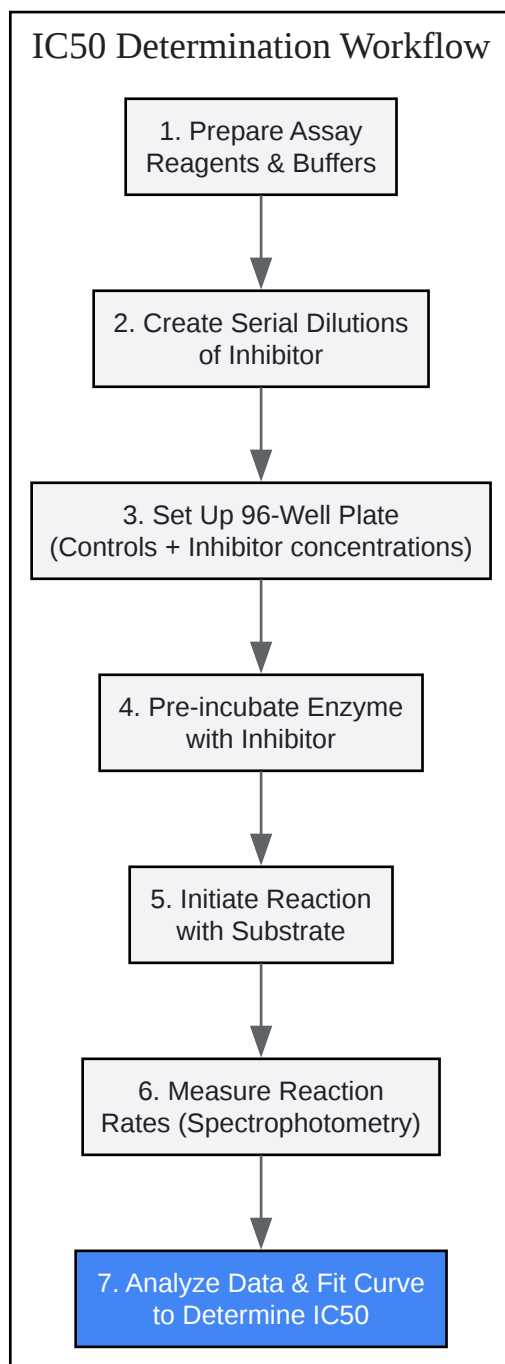 IC50 Determination Workflow
1. Prepare Assay
Reagents & Buffers
2. Create Serial Dilutions
of Inhibitor
3. Set Up 96-Well Plate
(Controls + Inhibitor concentrations)
4. Pre-incubate Enzyme
with Inhibitor
5. Initiate Reaction
with Substrate
6. Measure Reaction
Rates (Spectrophotometry)
7. Analyze Data & Fit Curve
to Determine IC50